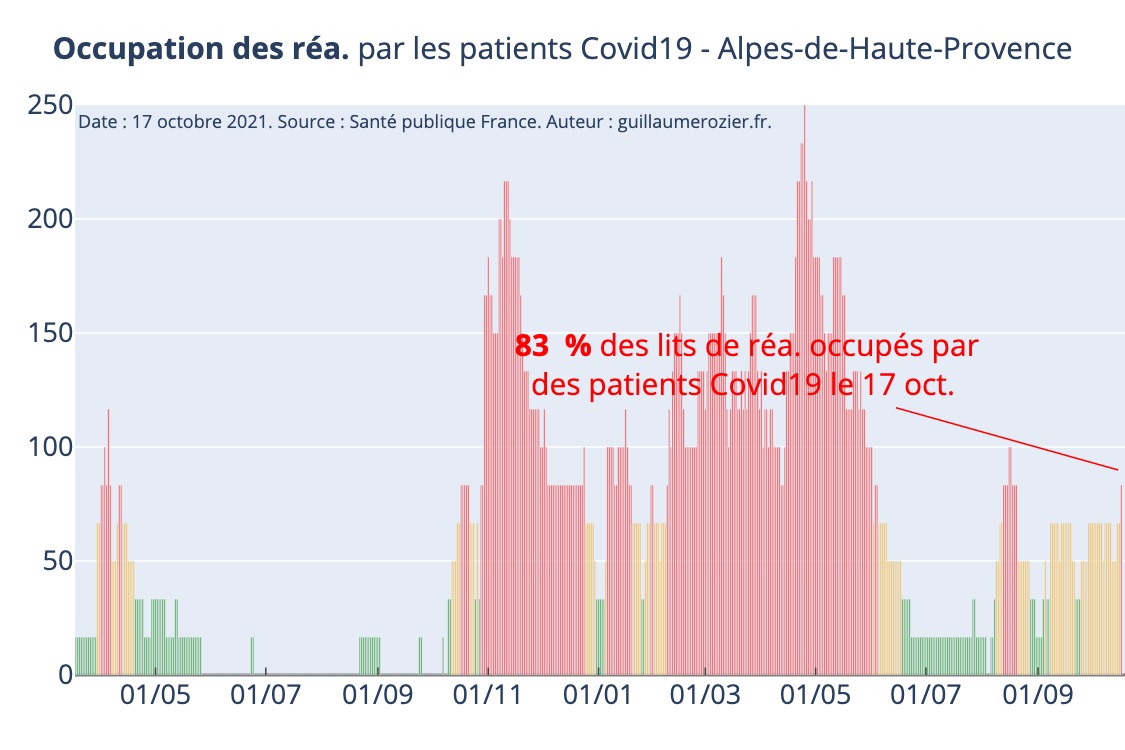 Occupation des réa. par les patients Covid19 - Alpes-de-Haute-Provence
250
Date : 17 octobre 2021. Source : Santé publique France. Auteur : guillaumerozier.fr.
200
150
83 % des lits de réa. occupés par
des patients Covid19 le 17 oct.
100
50
0
01/05 01/07 01/09 01/11 01/01 01/03 01/05 01/07 01/09